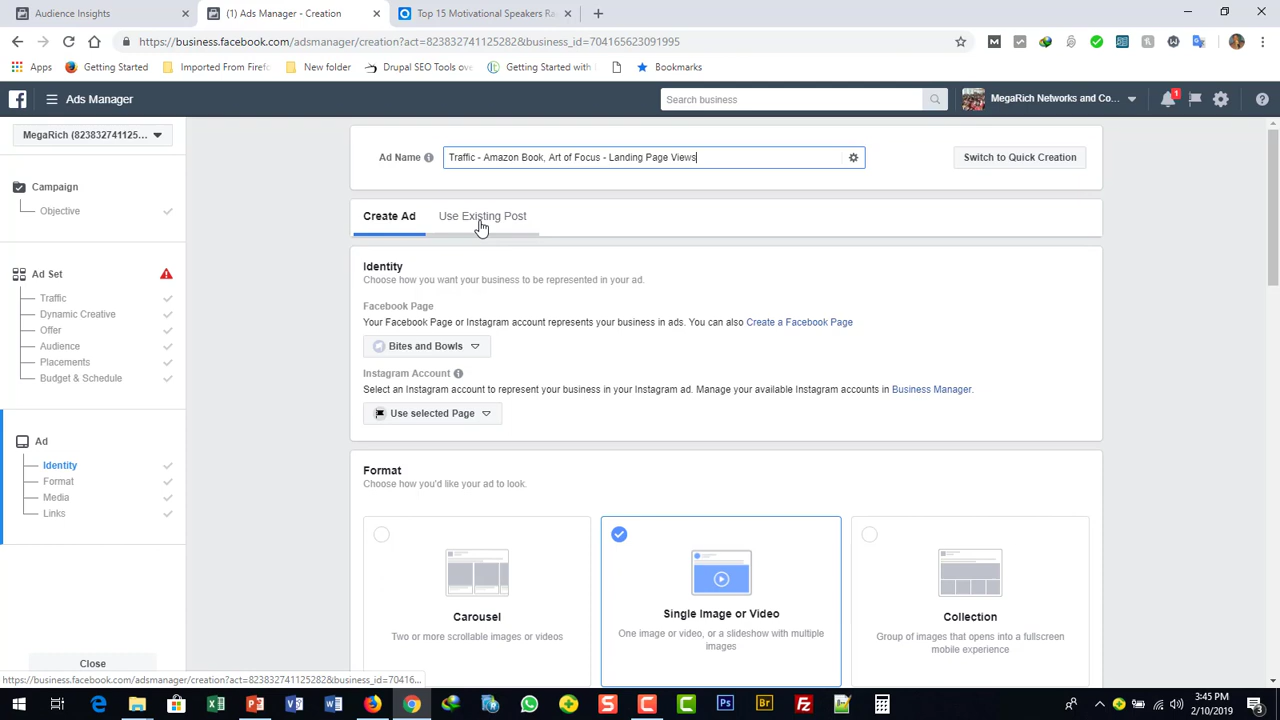 Audience Insights
(1) Ads Manager - Creation
Top 15 Motivational Speakers Ra
https://business.facebook.com/adsmanager/creation?act=823832741125282&business_id=704165623091995
Apps
Getting Started
Imported From Firef
New folder
Drupal SEO Tools ove
Getting Started with
Bookmarks
Ads Manager
Search business
MegaRich Networks and Co...
1
MegaRich (82383274112​5...
Ad Name
Traffic - Amazon Book, Art of Focus - Landing Page Views
Switch to Quick Creation
Campaign
Objective
Create Ad
Use Existing Post
Ad Set
Traffic
Dynamic Creative
Offer
Audience
Placements
Budget & Schedule
Identity
Choose how you want your business to be represented in your ad.
Facebook Page
Your Facebook Page or Instagram account represents your business in ads. You can also Create a Facebook Page
Bites and Bowls
Instagram Account
Select an Instagram account to represent your business in your Instagram ad. Manage your available Instagram accounts in Business Manager.
Use selected Page
Ad
Identity
Format
Media
Links
Format
Choose how you'd like your ad to look.
Carousel
Two or more scrollable images or videos
Single Image or Video
One image or video, or a slideshow with multiple
images
Collection
Group of images that opens into a fullscreen
mobile experience
Close
https://business.facebook.com/adsmanager/creation?act=823832741125282&business_id=70416...
3:45 PM
2/10/2019
3